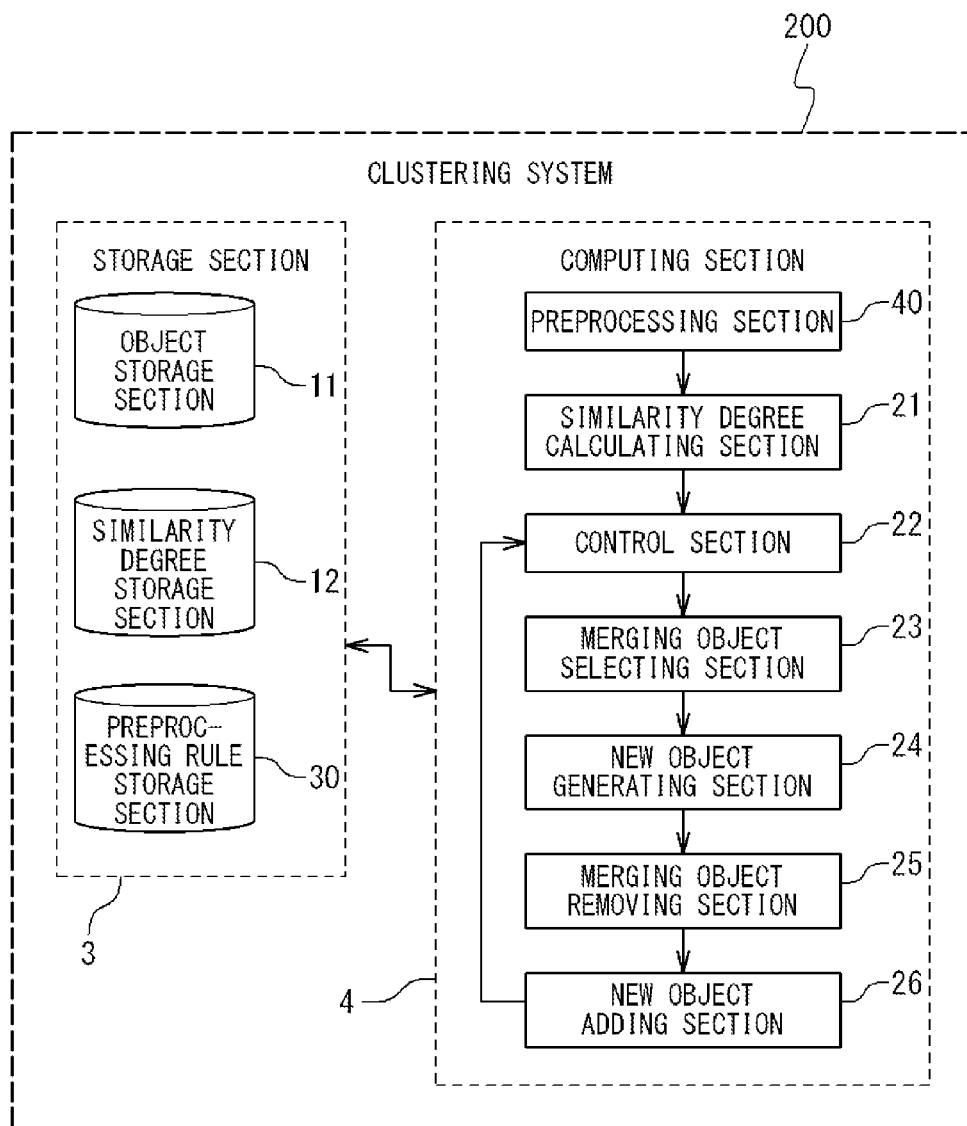 200
CLUSTERING SYSTEM
STORAGE SECTION
OBJECT
STORAGE
SECTION
11
SIMILARITY
DEGREE
STORAGE
SECTION
12
PREPROC-
ESSING RULE
STORAGE
SECTION
30
3
COMPUTING SECTION
PREPROCESSING SECTION
40
SIMILARITY DEGREE
CALCULATING SECTION
21
CONTROL SECTION
22
MERGING OBJECT
SELECTING SECTION
23
NEW OBJECT
GENERATING SECTION
24
MERGING OBJECT
REMOVING SECTION
25
NEW OBJECT
ADDING SECTION
26
4